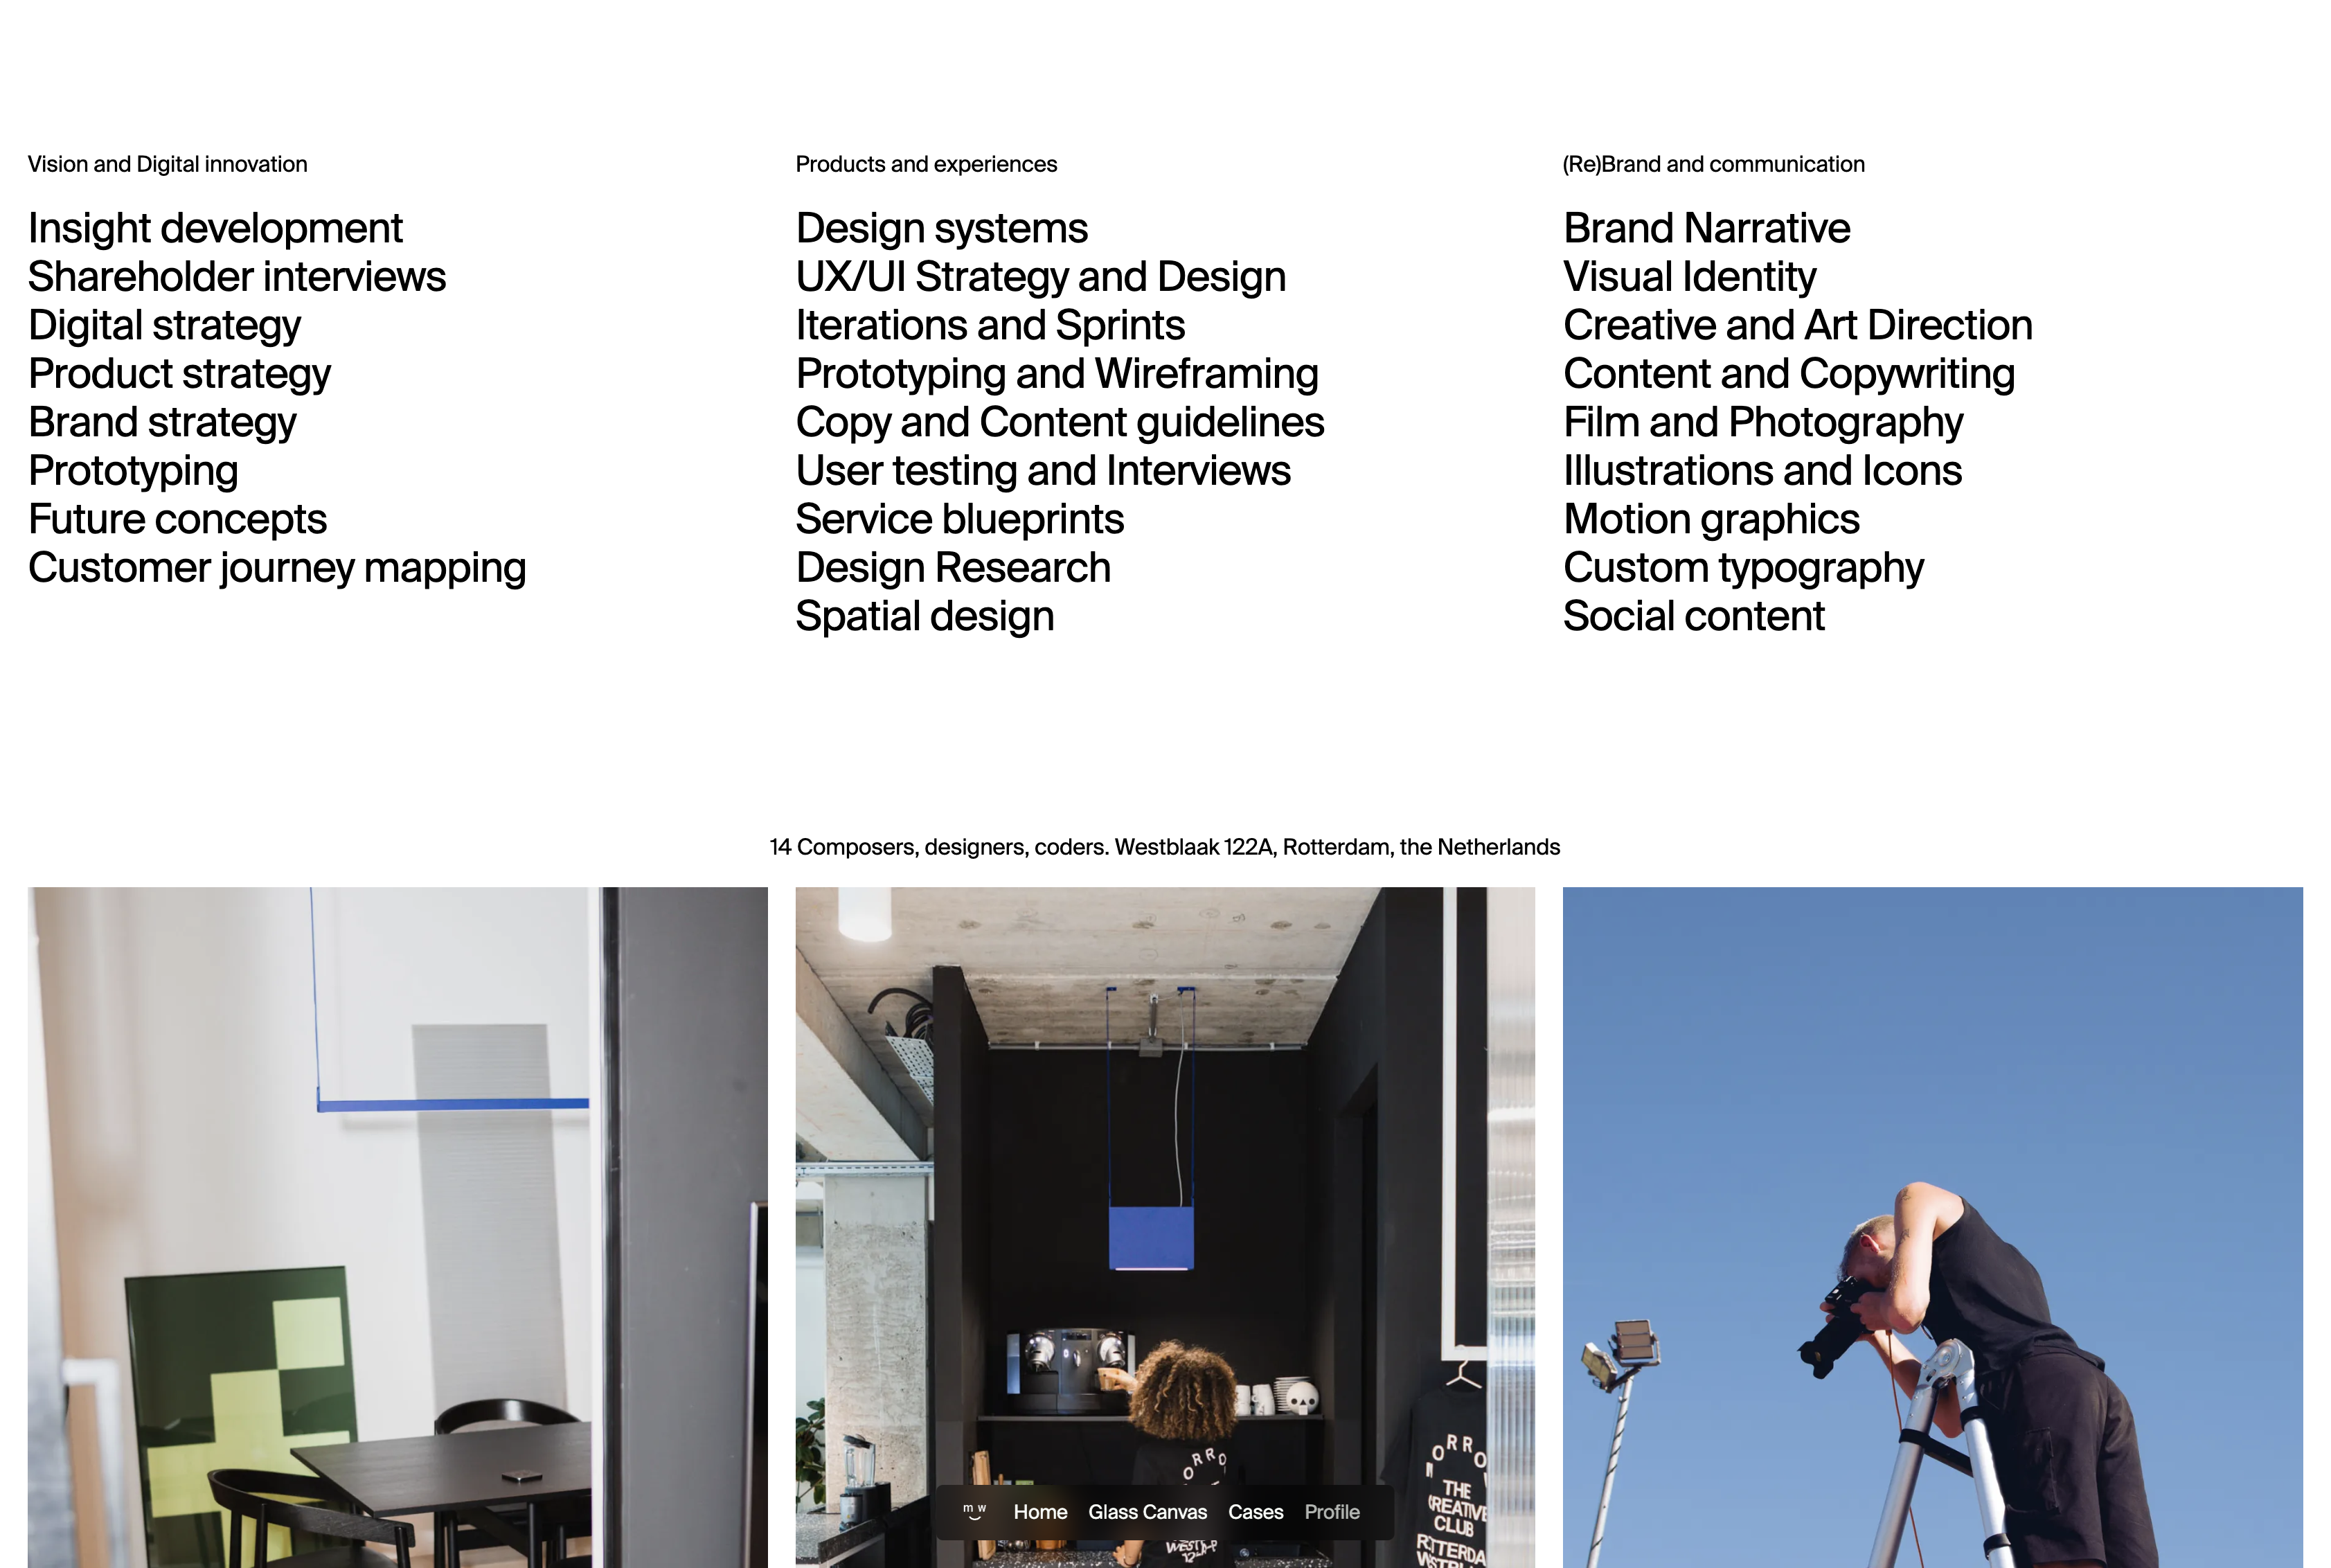 Vision and Digital innovation
Insight development
Shareholder interviews
Digital strategy
Product strategy
Brand strategy
Prototyping
Future concepts
Customer journey mapping
Products and experiences
Design systems
UX/UI Strategy and Design
Iterations and Sprints
Prototyping and Wireframing
Copy and Content guidelines
User testing and Interviews
Service blueprints
Design Research
Spatial design
(Re)Brand and communication
Brand Narrative
Visual Identity
Creative and Art Direction
Content and Copywriting
Film and Photography
Illustrations and Icons
Motion graphics
Custom typography
Social content
14 Composers, designers, coders. Westblaak 122A, Rotterdam, the Netherlands
THE
CLUB
m w
Home Glass Canvas Cases Profile